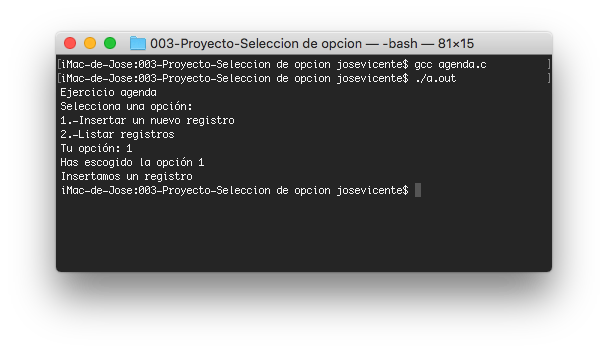 003-Proyecto-Seleccion de opcion — -bash — 81×15
[iMac-de-Jose:003-Proyecto-Seleccion de opcion josevicente$ gcc agenda.c ]
[iMac-de-Jose:003-Proyecto-Seleccion de opcion josevicente$ ./a.out ]
Ejercicio agenda
Selecciona una opción:
1.-Insertar un nuevo registro
2.-Listar registros
Tu opción: 1
Has escogido la opción 1
Insertamos un registro
iMac-de-Jose:003-Proyecto-Seleccion de opcion josevicente$